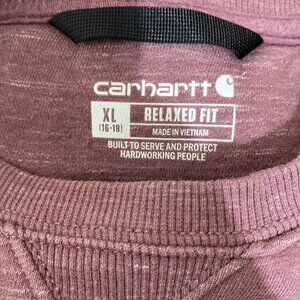 carhartt
XL
(16-18)
RELAXED FIT
MADE IN VIETNAM
BUILT TO SERVE AND PROTECT
HARDWORKING PEOPLE